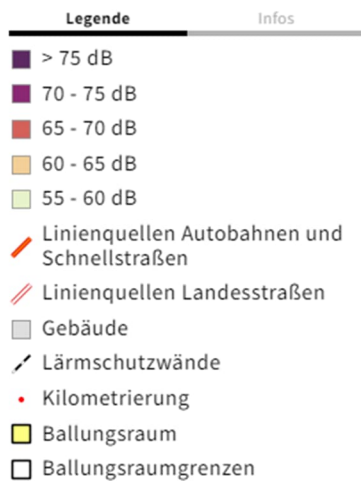 Legende Infos
> 75 dB
70 - 75 dB
65 - 70 dB
60 - 65 dB
55 - 60 dB
Linienquellen Autobahnen und
Schnellstraßen
Linienquellen Landesstraßen
Gebäude
Lärmschutzwände
Kilometrierung
Ballungsraum
Ballungsraumgrenzen